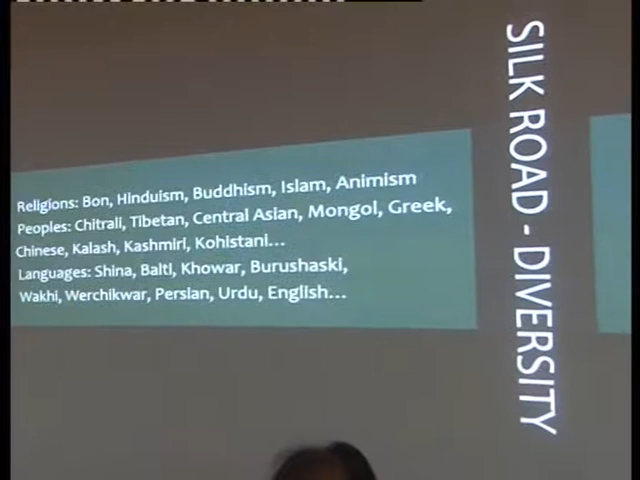 SILK ROAD - DIVERSITY
Religions: Bon, Hinduism, Buddhism, Islam, Animism
Peoples: Chitrali, Tibetan, Central Asian, Mongol, Greek,
Chinese, Kalash, Kashmiri, Kohistani...
Languages: Shina, Balti, Khowar, Burushaski,
Wakhi, Werchikwar, Persian, Urdu, English...